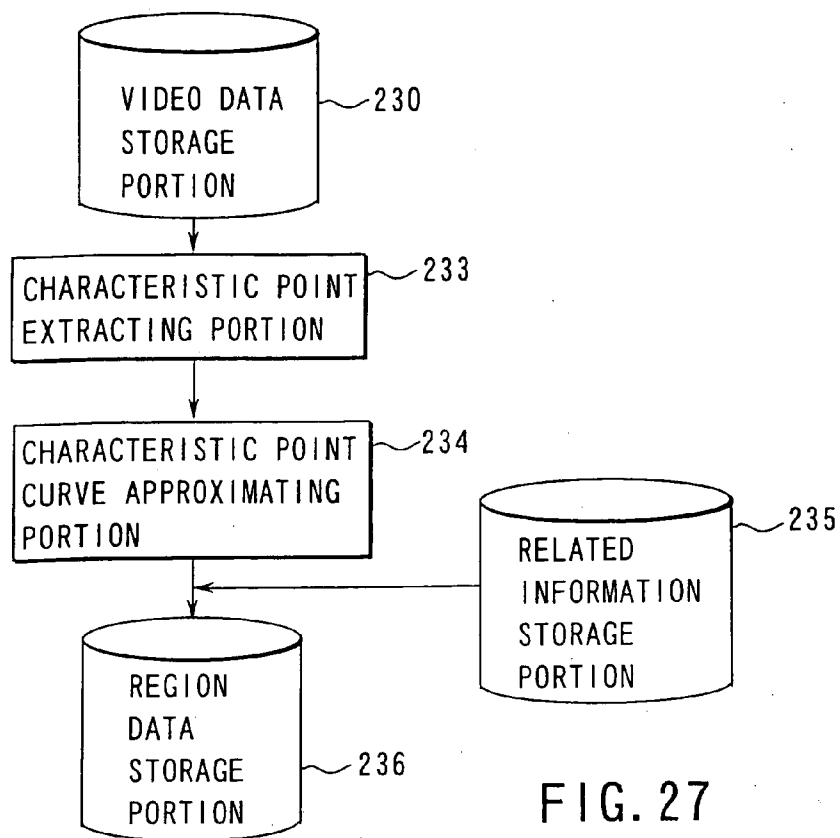 VIDEO DATA
STORAGE
PORTION
230
CHARACTERISTIC POINT
EXTRACTING PORTION
233
CHARACTERISTIC POINT
CURVE APPROXIMATING
PORTION
234
RELATED
INFORMATION
STORAGE
PORTION
235
REGION
DATA
STORAGE
PORTION
236
FIG. 27